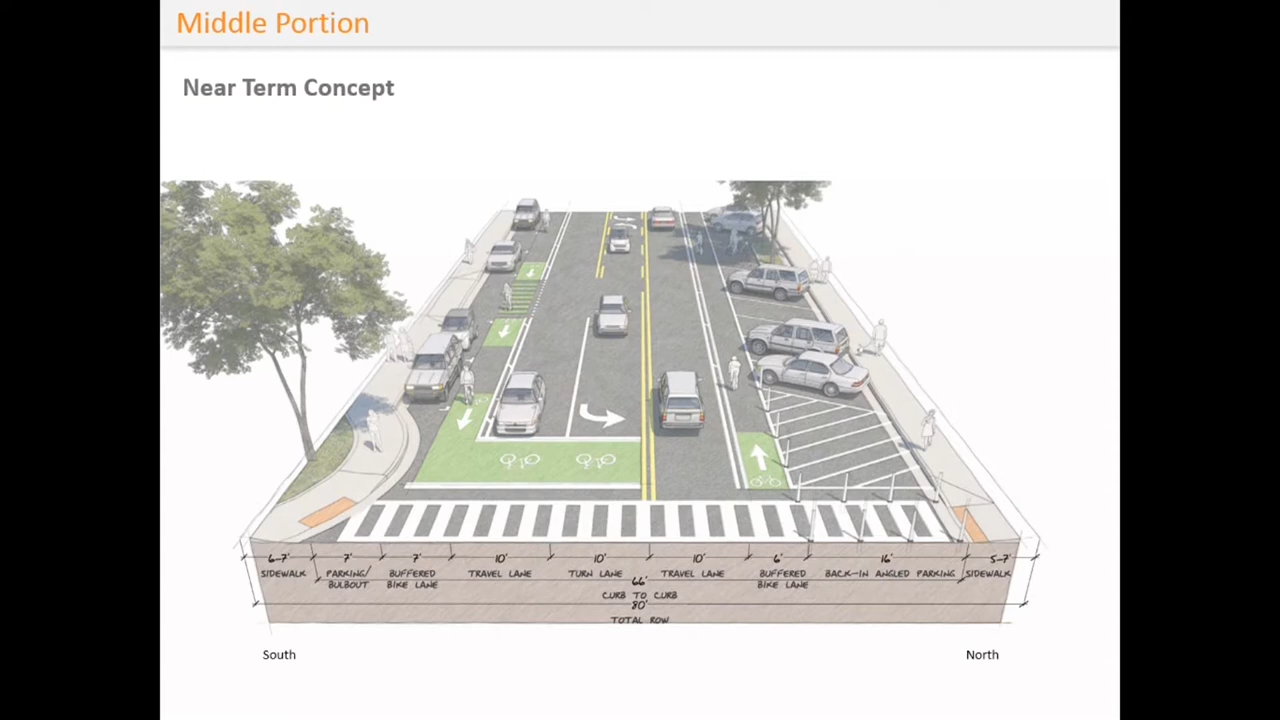 Middle Portion
Near Term Concept
6-7' 7' 7' 10' 10' 10' 6' 16' 5-7'
SIDEWALK PARKING/ BUFFERED TRAVEL LANE TURN LANE TRAVEL LANE BUFFERED BACK-IN ANGLED PARKING SIDEWALK
BULBOUT BIKE LANE 66' BIKE LANE
CURB TO CURB
80'
TOTAL ROW
South North